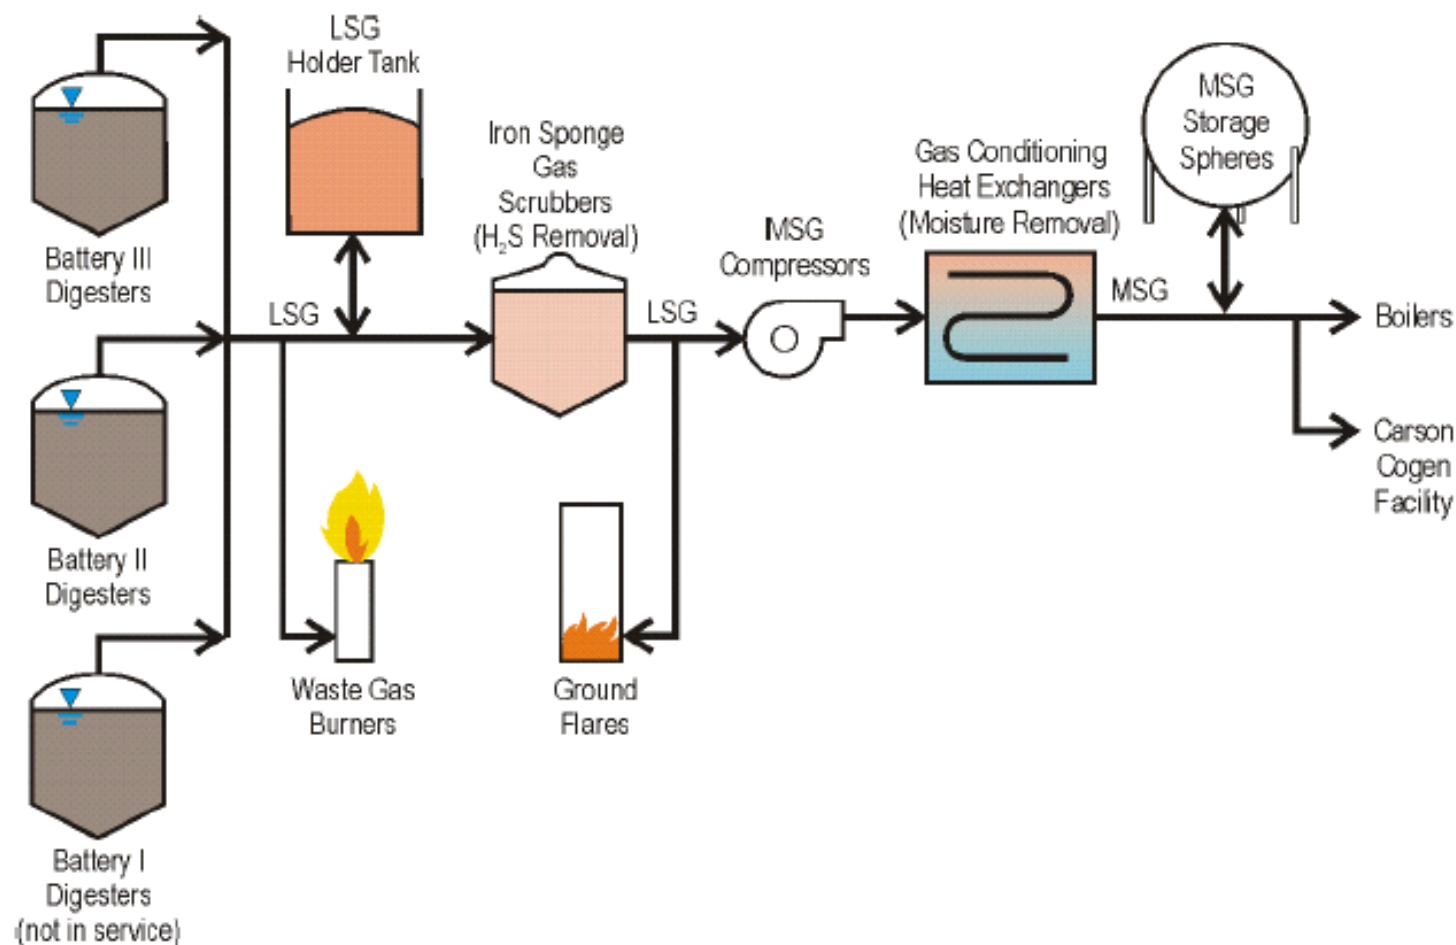 LSG
Holder Tank
Iron Sponge
Gas
Scrubbers
(H₂S Removal)
MSG
Compressors
Gas Conditioning
Heat Exchangers
(Moisture Removal)
MSG
Storage
Spheres
Battery III
Digesters
LSG
LSG
MSG
Boilers
Carson
Cogen
Facility
Battery II
Digesters
Waste Gas
Burners
Ground
Flares
Battery I
Digesters
(not in service)